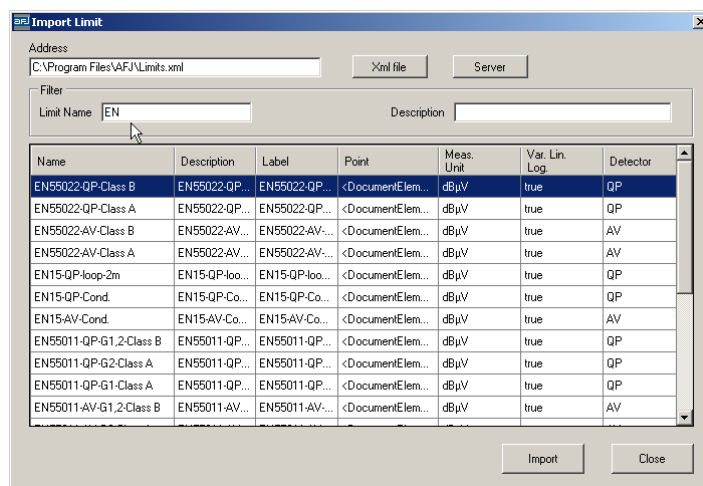 AFJ Import Limit
Address
C:\Program Files\AFJ\Limits.xml
Xml file
Server
Filter
Limit Name EN
Description
Name Description Label Point Meas. Unit Var. Lin. Log. Detector
EN55022-QP-Class B EN55022-QP... EN55022-QP... <DocumentElem... dBµV true QP
EN55022-QP-Class A EN55022-QP... EN55022-QP... <DocumentElem... dBµV true QP
EN55022-AV-Class B EN55022-AV... EN55022-AV-... <DocumentElem... dBµV true AV
EN55022-AV-Class A EN55022-AV... EN55022-AV-... <DocumentElem... dBµV true AV
EN15-QP-loop-2m EN15-QP-loo... EN15-QP-loo... <DocumentElem... dBµV true QP
EN15-QP-Cond. EN15-QP-Co... EN15-QP-Co... <DocumentElem... dBµV true QP
EN15-AV-Cond. EN15-AV-Co... EN15-AV-Co... <DocumentElem... dBµV true AV
EN55011-QP-G1,2-Class B EN55011-QP... EN55011-QP... <DocumentElem... dBµV true QP
EN55011-QP-G2-Class A EN55011-QP... EN55011-QP... <DocumentElem... dBµV true QP
EN55011-QP-G1-Class A EN55011-QP... EN55011-QP... <DocumentElem... dBµV true QP
EN55011-AV-G1,2-Class B EN55011-AV... EN55011-AV-... <DocumentElem... dBµV true AV
Import
Close